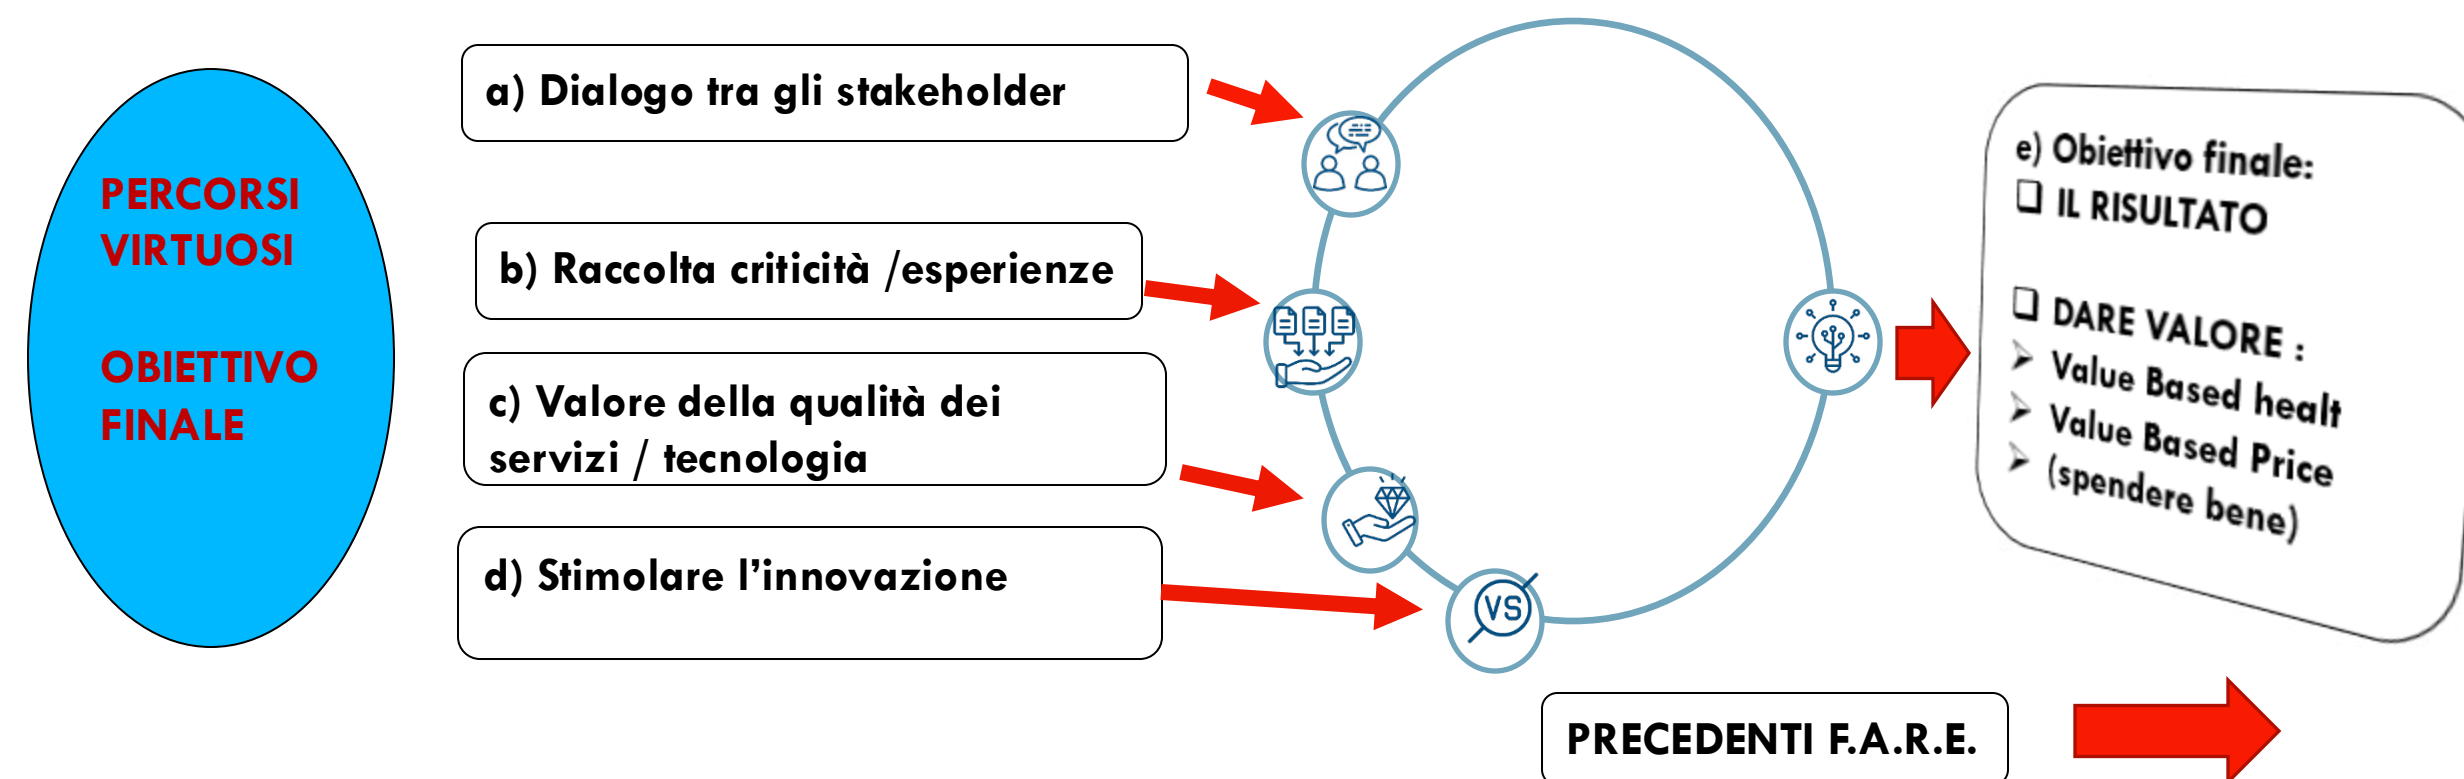 PERCORSI
VIRTUOSI
OBIETTIVO
FINALE
a) Dialogo tra gli stakeholder
b) Raccolta criticità /esperienze
c) Valore della qualità dei
servizi / tecnologia
d) Stimolare l’innovazione
VS
e) Obiettivo finale:
❑ IL RISULTATO
❑ DARE VALORE :
➢ Value Based healt
➢ Value Based Price
➢ (spendere bene)
PRECEDENTI F.A.R.E.